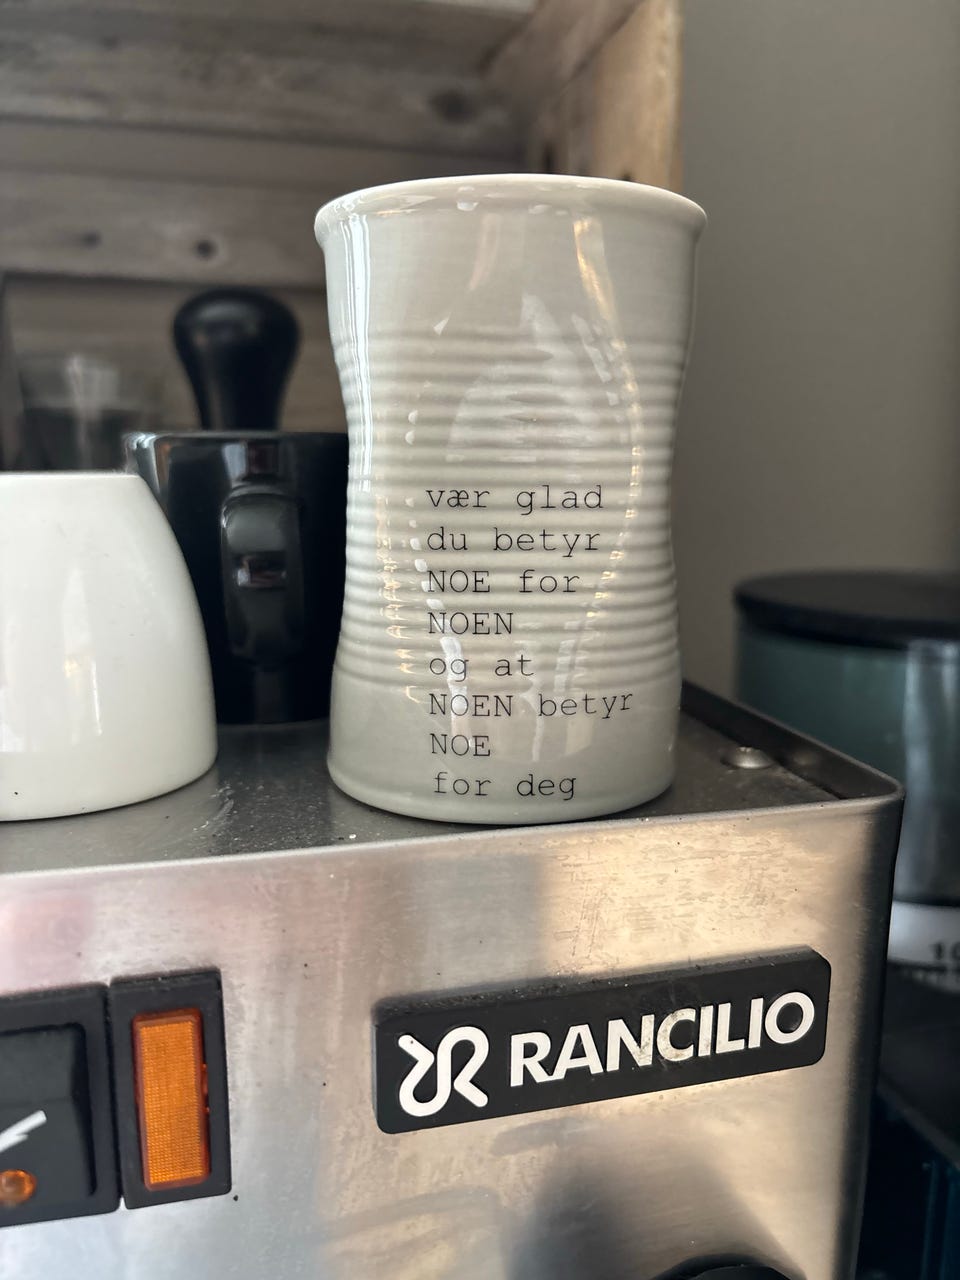 vær glad
du betyr
NOE for
NOEN
og at
NOEN betyr
NOE
for deg
RANCILIO